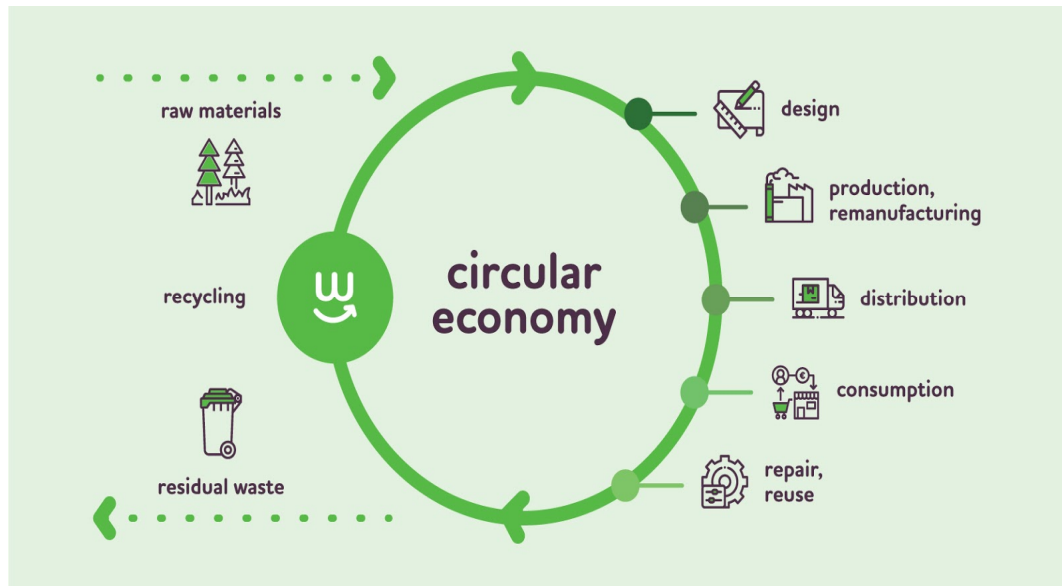 raw materials
recycling
residual waste
circular
economy
design
production,
remanufacturing
distribution
consumption
repair,
reuse